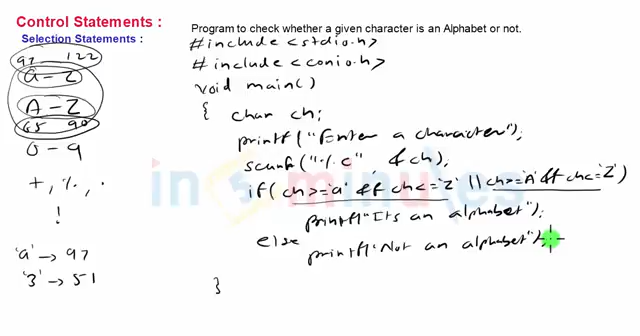 Control Statements :
Selection Statements :
97 122
a - z
A - Z
65 90
0 - 9
+, %, .
!
'a' → 97
'3' → 51
Program to check whether a given character is an Alphabet or not.
#include <stdio.h>
#include <conio.h>
void main()
{ char ch;
printf("Enter a character");
scanf("%c", &ch);
if( ch>='a' && ch<='z' || ch>='A' && ch<='Z')
printf("Its an alphabet");
else
printf("Not an alphabet");
}
in minutes